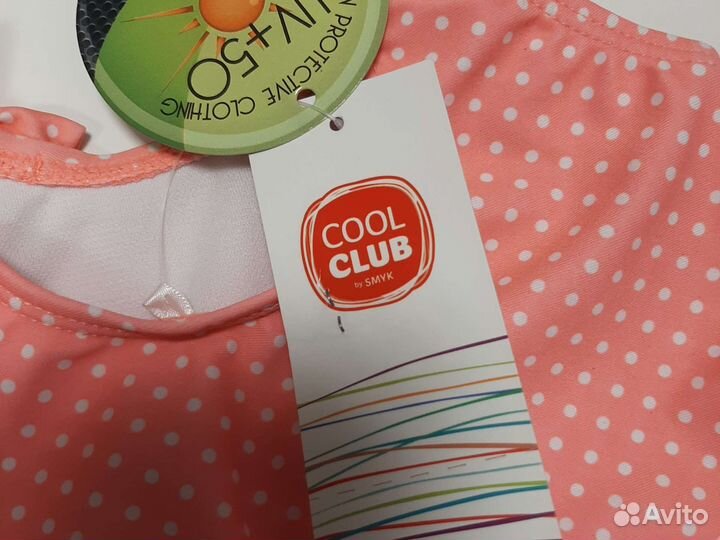 UV+50
N PROTECTIVE CLOTHING
COOL
CLUB
by SMYK
Avito